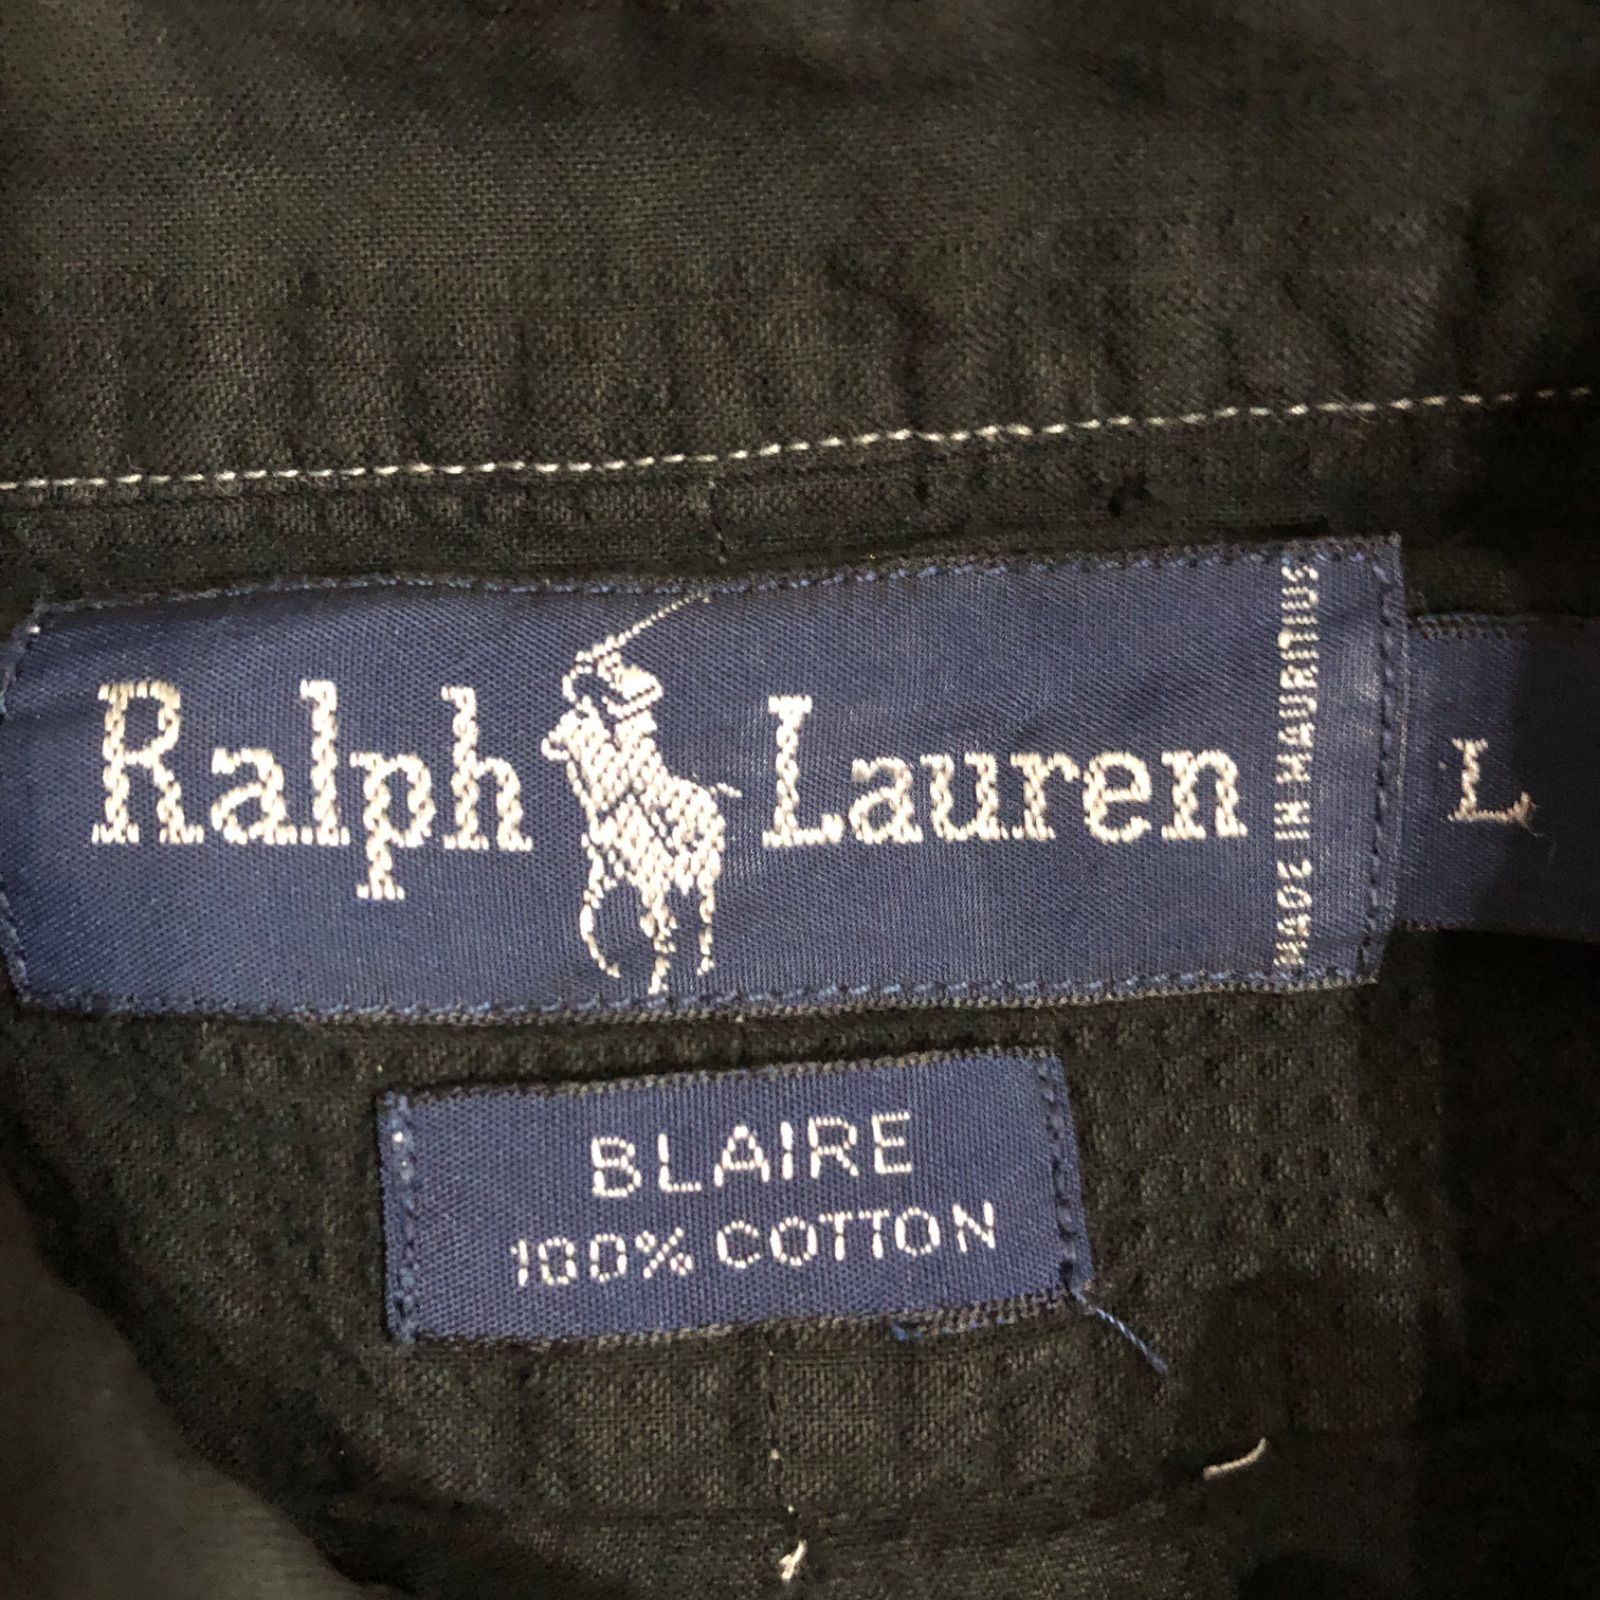 Ralph Lauren
MADE IN MAURITIUS
L
BLAIRE
100% COTTON